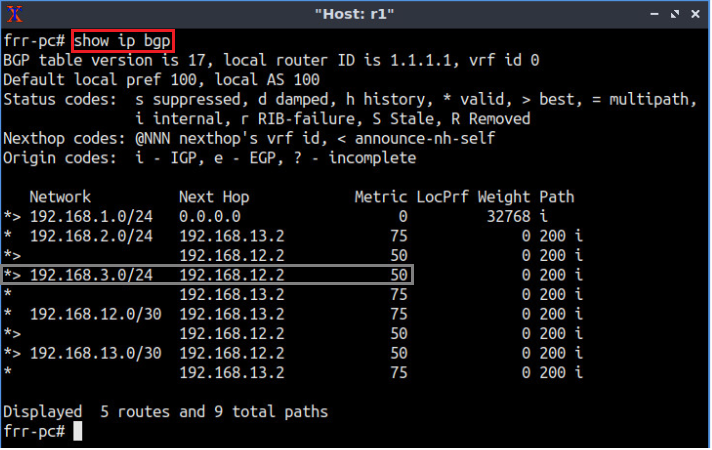 "Host: r1"
frr-pc# show ip bgp
BGP table version is 17, local router ID is 1.1.1.1, vrf id 0
Default local pref 100, local AS 100
Status codes:  s suppressed, d damped, h history, * valid, > best, = multipath,
               i internal, r RIB-failure, S Stale, R Removed
Nexthop codes: @NNN nexthop's vrf id, < announce-nh-self
Origin codes:  i - IGP, e - EGP, ? - incomplete
   Network          Next Hop            Metric LocPrf Weight Path
*> 192.168.1.0/24   0.0.0.0                  0         32768 i
*  192.168.2.0/24   192.168.13.2            75             0 200 i
*>                  192.168.12.2            50             0 200 i
*> 192.168.3.0/24   192.168.12.2            50             0 200 i
*                   192.168.13.2            75             0 200 i
*  192.168.12.0/30  192.168.13.2            75             0 200 i
*>                  192.168.12.2            50             0 200 i
*> 192.168.13.0/30  192.168.12.2            50             0 200 i
*                   192.168.13.2            75             0 200 i
Displayed  5 routes and 9 total paths
frr-pc#